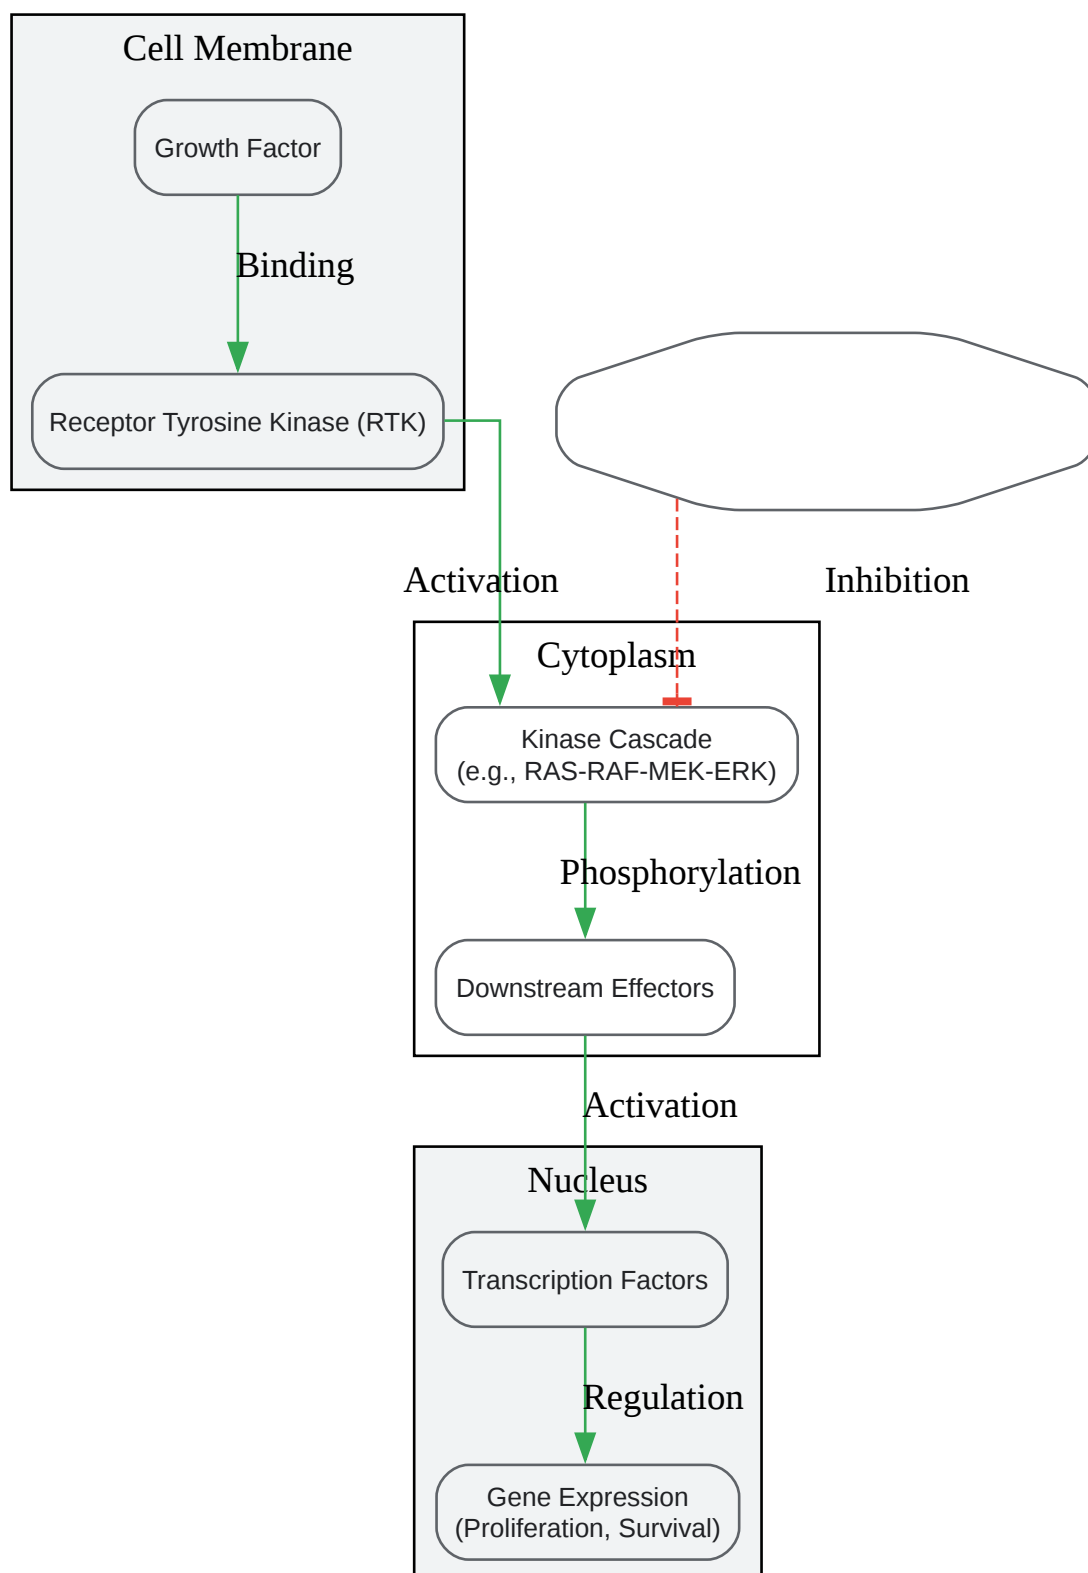 Cell Membrane
Growth Factor
Binding
Receptor Tyrosine Kinase (RTK)
Activation
Inhibition
Cytoplasm
Kinase Cascade
(e.g., RAS-RAF-MEK-ERK)
Phosphorylation
Downstream Effectors
Activation
Nucleus
Transcription Factors
Regulation
Gene Expression
(Proliferation, Survival)